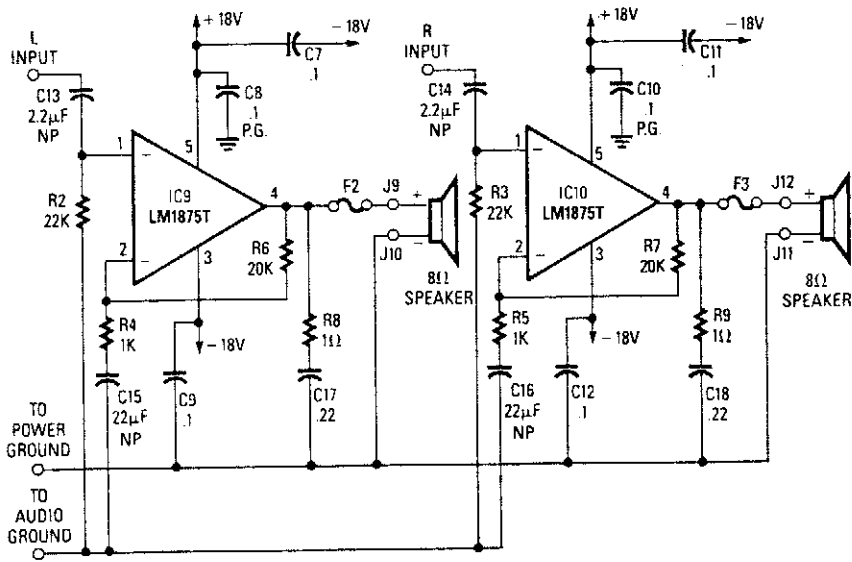 +18V
-18V
L
INPUT
C7
.1
C13
2.2µF
NP
C8
.1
P.G.
1
-
5
IC9
LM1875T
4
F2
J9
+
R2
22K
2
-
3
R6
20K
J10
-
8Ω
SPEAKER
R4
1K
-18V
R8
1Ω
C15
22µF
NP
C9
.1
C17
.22
+18V
-18V
R
INPUT
C11
.1
C14
2.2µF
NP
C10
.1
P.G.
1
-
5
IC10
LM1875T
4
F3
J12
+
R3
22K
2
-
3
R7
20K
J11
-
8Ω
SPEAKER
R5
1K
-18V
R9
1Ω
C16
22µF
NP
C12
.1
C18
.22
TO
POWER
GROUND
TO
AUDIO
GROUND